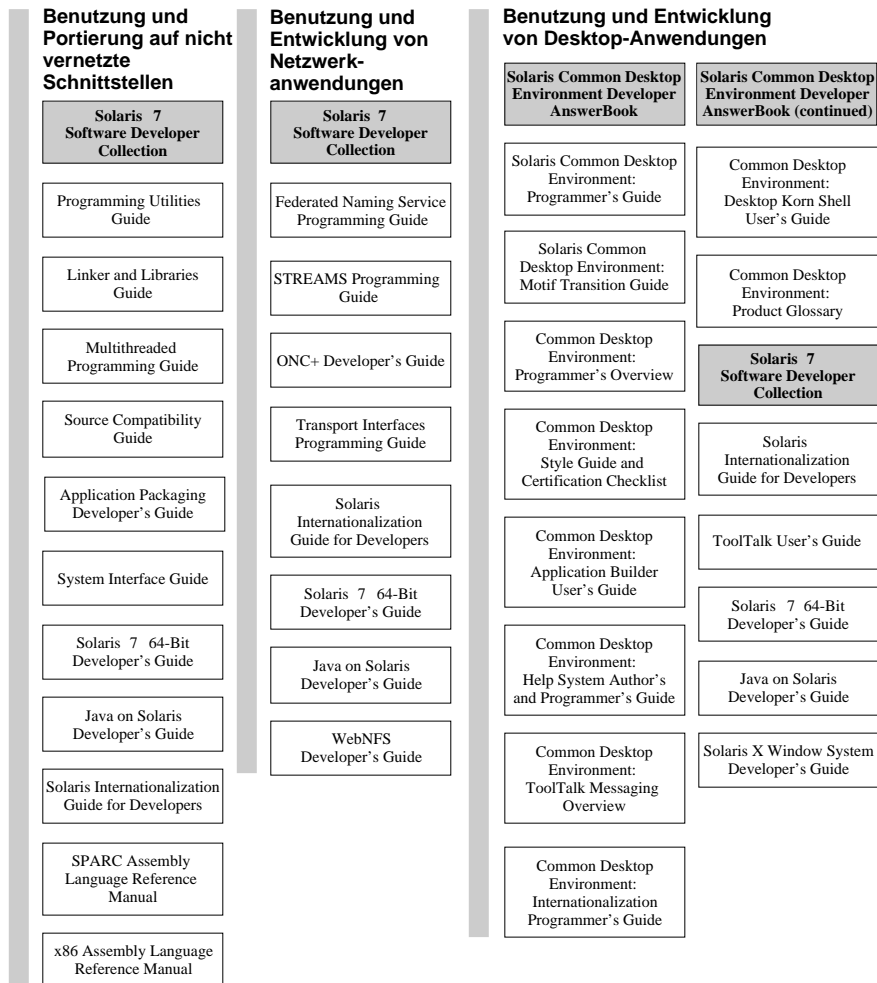 Benutzung und
Portierung auf nicht
vernetzte
Schnittstellen
Solaris 7
Software Developer
Collection
Programming Utilities
Guide
Linker and Libraries
Guide
Multithreaded
Programming Guide
Source Compatibility
Guide
Application Packaging
Developer's Guide
System Interface Guide
Solaris 7 64-Bit
Developer's Guide
Java on Solaris
Developer's Guide
Solaris Internationalization
Guide for Developers
SPARC Assembly
Language Reference
Manual
x86 Assembly Language
Reference Manual
Benutzung und
Entwicklung von
Netzwerk-
anwendungen
Solaris 7
Software Developer
Collection
Federated Naming Service
Programming Guide
STREAMS Programming
Guide
ONC+ Developer's Guide
Transport Interfaces
Programming Guide
Solaris
Internationalization
Guide for Developers
Solaris 7 64-Bit
Developer's Guide
Java on Solaris
Developer's Guide
WebNFS
Developer's Guide
Benutzung und Entwicklung
von Desktop-Anwendungen
Solaris Common Desktop
Environment Developer
AnswerBook
Solaris Common Desktop
Environment:
Programmer's Guide
Solaris Common
Desktop Environment:
Motif Transition Guide
Common Desktop
Environment:
Programmer's Overview
Common Desktop
Environment:
Style Guide and
Certification Checklist
Common Desktop
Environment:
Application Builder
User's Guide
Common Desktop
Environment:
Help System Author's
and Programmer's Guide
Common Desktop
Environment:
ToolTalk Messaging
Overview
Common Desktop
Environment:
Internationalization
Programmer's Guide
Solaris Common Desktop
Environment Developer
AnswerBook (continued)
Common Desktop
Environment:
Desktop Korn Shell
User's Guide
Common Desktop
Environment:
Product Glossary
Solaris 7
Software Developer
Collection
Solaris
Internationalization
Guide for Developers
ToolTalk User's Guide
Solaris 7 64-Bit
Developer's Guide
Java on Solaris
Developer's Guide
Solaris X Window System
Developer's Guide